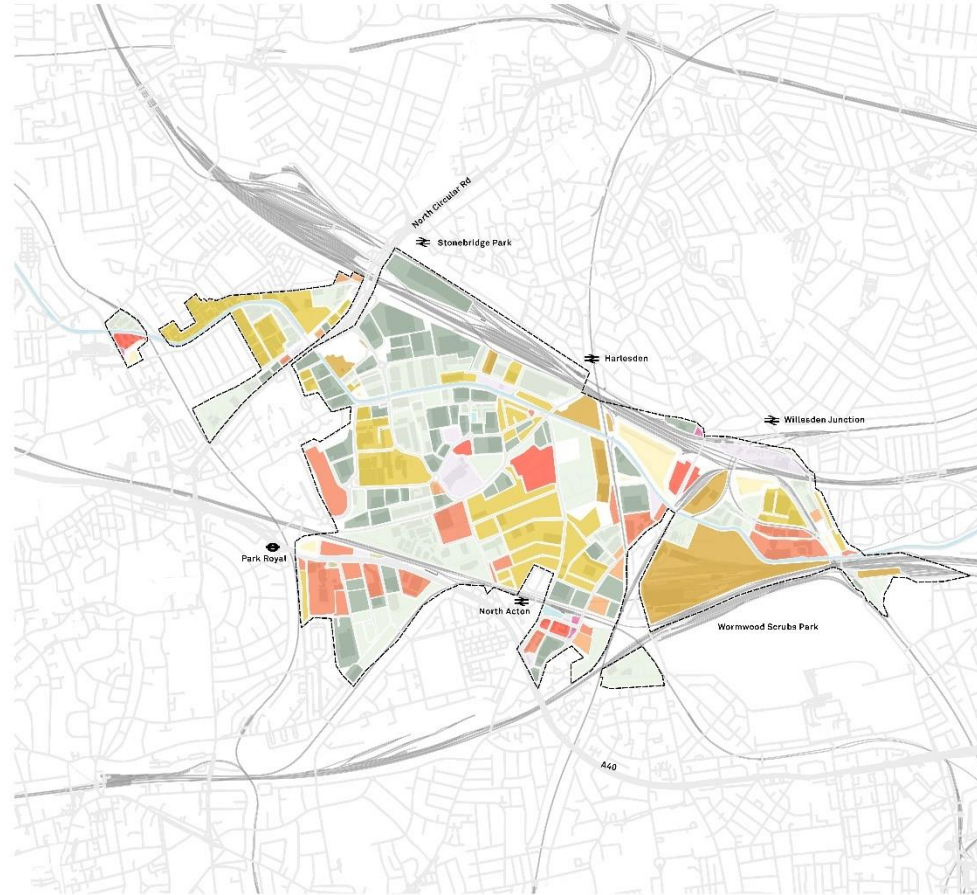 North Circular Rd
Stonebridge Park
Harlesden
Willesden Junction
Park Royal
North Acton
Wormwood Scrubs Park
A40